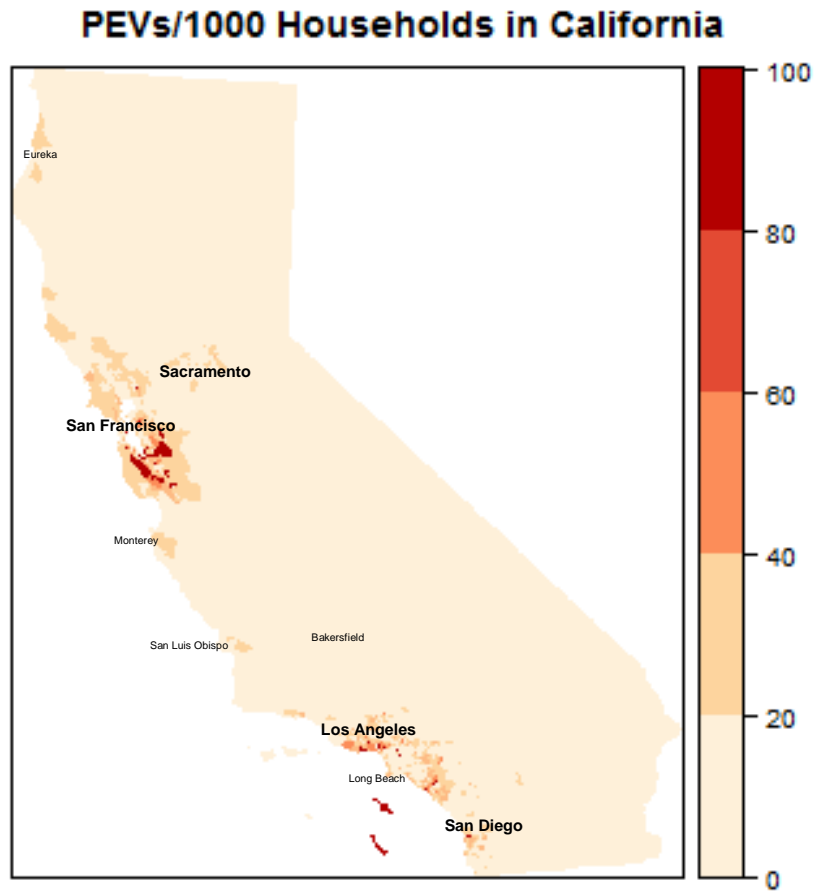 PEVs/1000 Households in California
100
Eureka
80
Sacramento
60
San Francisco
Monterey
40
San Luis Obispo
Bakersfield
20
Los Angeles
Long Beach
San Diego
0